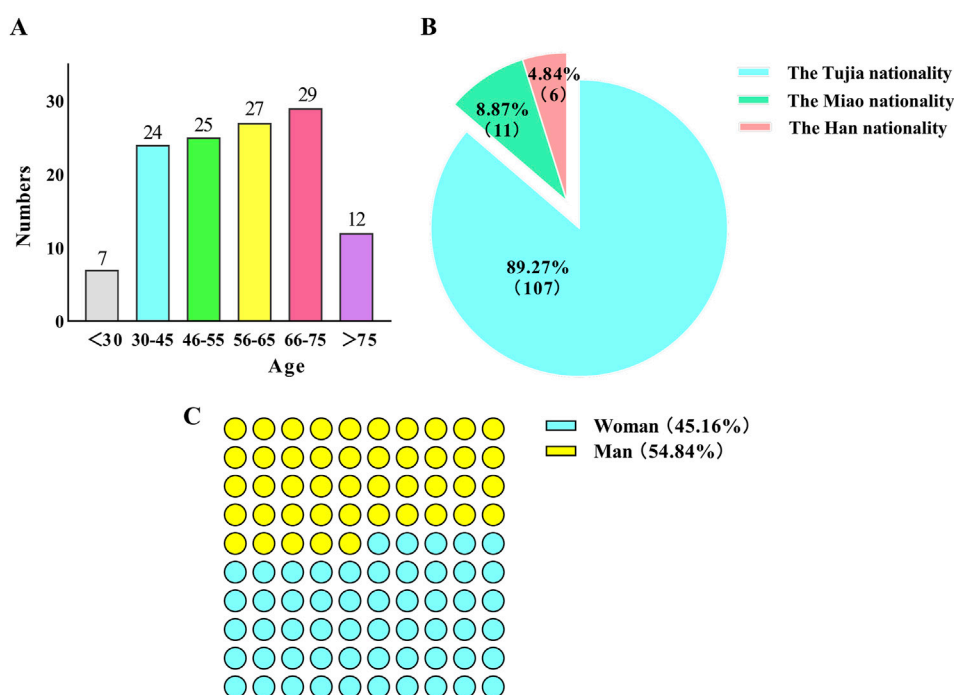 A
Numbers
30
20
10
0
7
24
25
27
29
12
<30 30-45 46-55 56-65 66-75 >75
Age
B
4.84%
(6)
8.87%
(11)
89.27%
(107)
The Tujia nationality
The Miao nationality
The Han nationality
C
Woman (45.16%)
Man (54.84%)